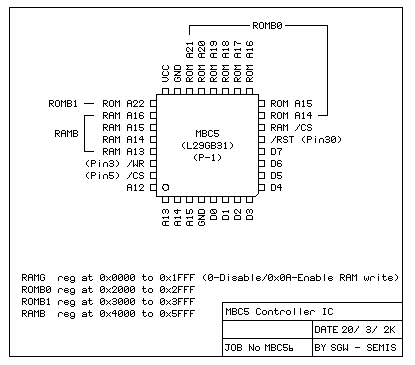 ROMB0
VCC
GND
ROM A21
ROM A20
ROM A19
ROM A18
ROM A17
ROM A16
ROMB1 ROM A22
RAM A16
RAM A15
RAM A14
RAM A13
RAMB
(Pin3) /WR
(Pin5) /CS
A12
MBC5
(L29GB31)
(P-1)
ROM A15
ROM A14
RAM /CS
/RST (Pin30)
D7
D6
D5
D4
A13
A14
A15
GND
D0
D1
D2
D3
RAMG reg at 0x0000 to 0x1FFF (0-Disable/0x0A-Enable RAM write)
ROMB0 reg at 0x2000 to 0x2FFF
ROMB1 reg at 0x3000 to 0x3FFF
RAMB reg at 0x4000 to 0x5FFF
MBC5 Controller IC
DATE 20/ 3/ 2K
JOB No MBC5b BY SGW - SEMIS